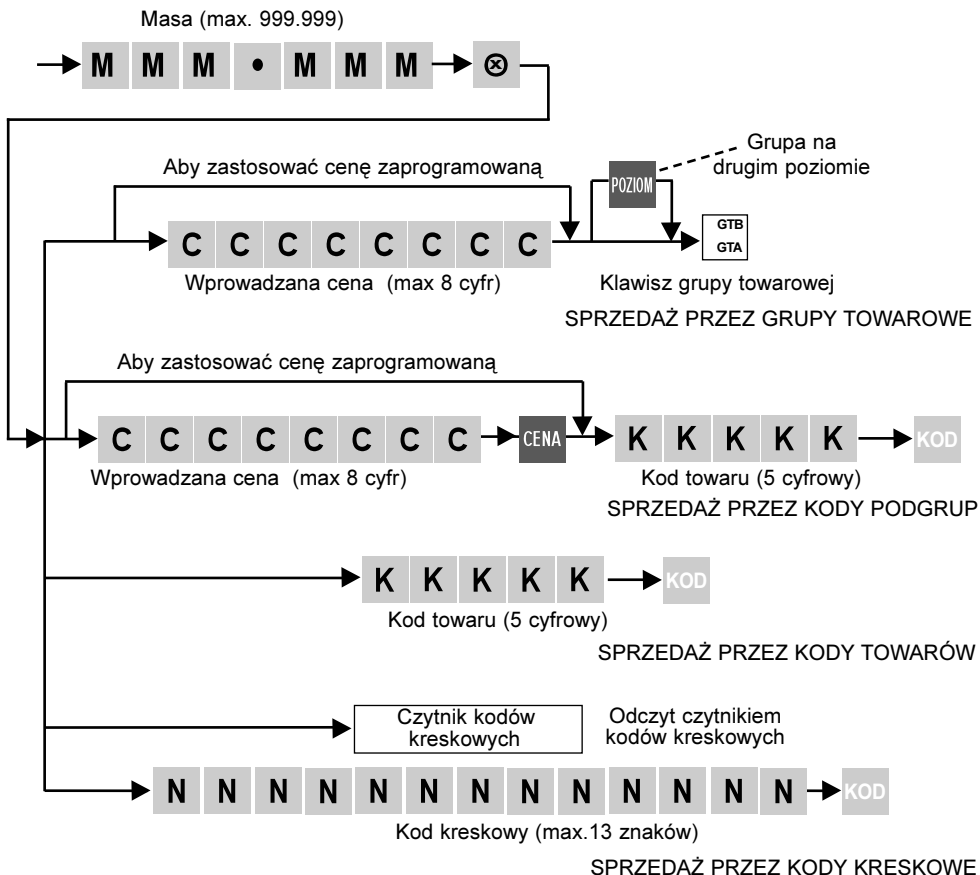 Masa (max. 999.999)
M M M • M M M ⊗
Grupa na
drugim poziomie
Aby zastosować cenę zaprogramowaną
POZIOM
C C C C C C C C
GTB
GTA
Wprowadzana cena (max 8 cyfr)
Klawisz grupy towarowej
SPRZEDAŻ PRZEZ GRUPY TOWAROWE
Aby zastosować cenę zaprogramowaną
C C C C C C C C CENA K K K K K KOD
Wprowadzana cena (max 8 cyfr)
Kod towaru (5 cyfrowy)
SPRZEDAŻ PRZEZ KODY PODGRUP
K K K K K KOD
Kod towaru (5 cyfrowy)
SPRZEDAŻ PRZEZ KODY TOWARÓW
Czytnik kodów
kreskowych
Odczyt czytnikiem
kodów kreskowych
N N N N N N N N N N N N N KOD
Kod kreskowy (max.13 znaków)
SPRZEDAŻ PRZEZ KODY KRESKOWE